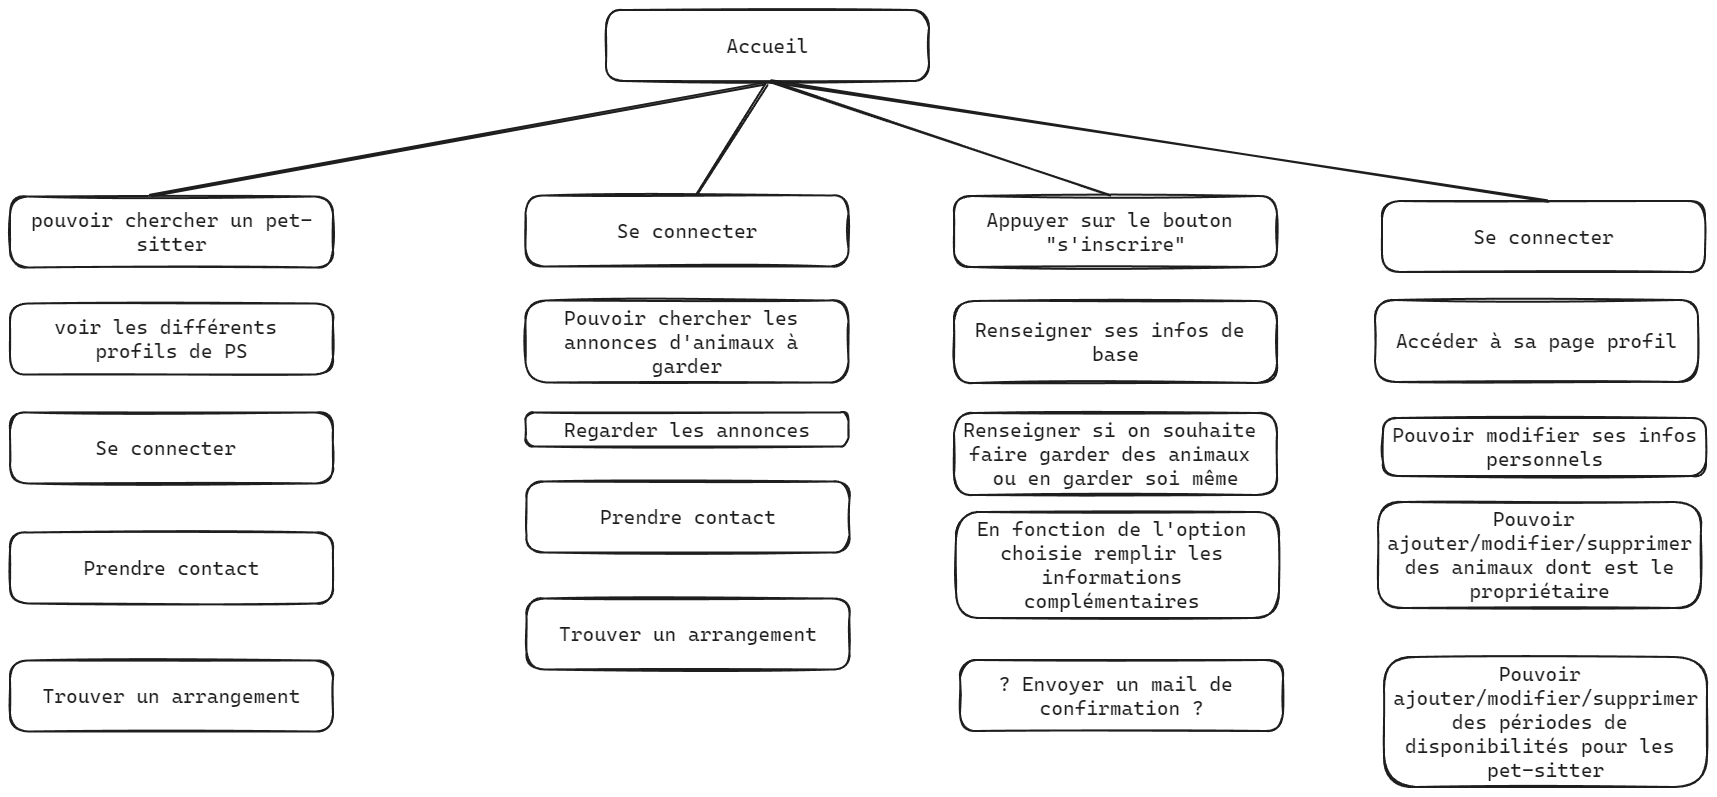 Accueil
pouvoir chercher un pet-
sitter
voir les différents
profils de PS
Se connecter
Prendre contact
Trouver un arrangement
Se connecter
Pouvoir chercher les
annonces d'animaux à
garder
Regarder les annonces
Prendre contact
Trouver un arrangement
Appuyer sur le bouton
"s'inscrire"
Renseigner ses infos de
base
Renseigner si on souhaite
faire garder des animaux
ou en garder soi même
En fonction de l'option
choisie remplir les
informations
complémentaires
? Envoyer un mail de
confirmation ?
Se connecter
Accéder à sa page profil
Pouvoir modifier ses infos
personnels
Pouvoir
ajouter/modifier/supprimer
des animaux dont est le
propriétaire
Pouvoir
ajouter/modifier/supprimer
des périodes de
disponibilités pour les
pet-sitter